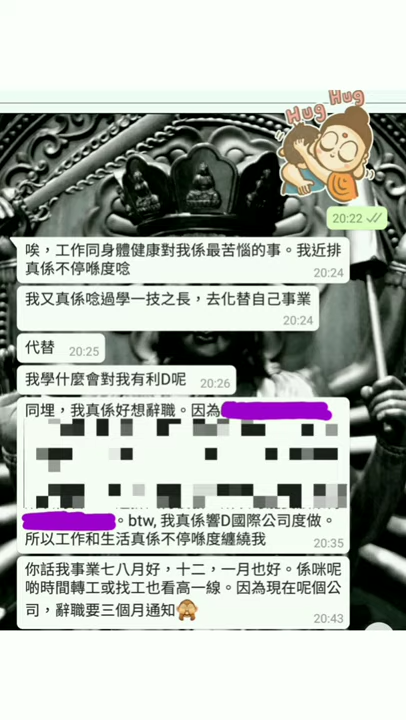 Hug Hug
20:22
唉，工作同身體健康對我係最苦惱的事。我近排
真係不停喺度唸
20:24
我又真係唸過學一技之長，去化替自己事業
20:24
代替 20:25
我學什麼會對我有利D呢 20:26
同埋，我真係好想辭職。因為
。btw, 我真係響D國際公司度做。
所以工作和生活真係不停喺度纏繞我
20:35
你話我事業七八月好，十二，一月也好。係咪呢
啲時間轉工或找工也看高一線。因為現在呢個公
司，辭職要三個月通知
20:43